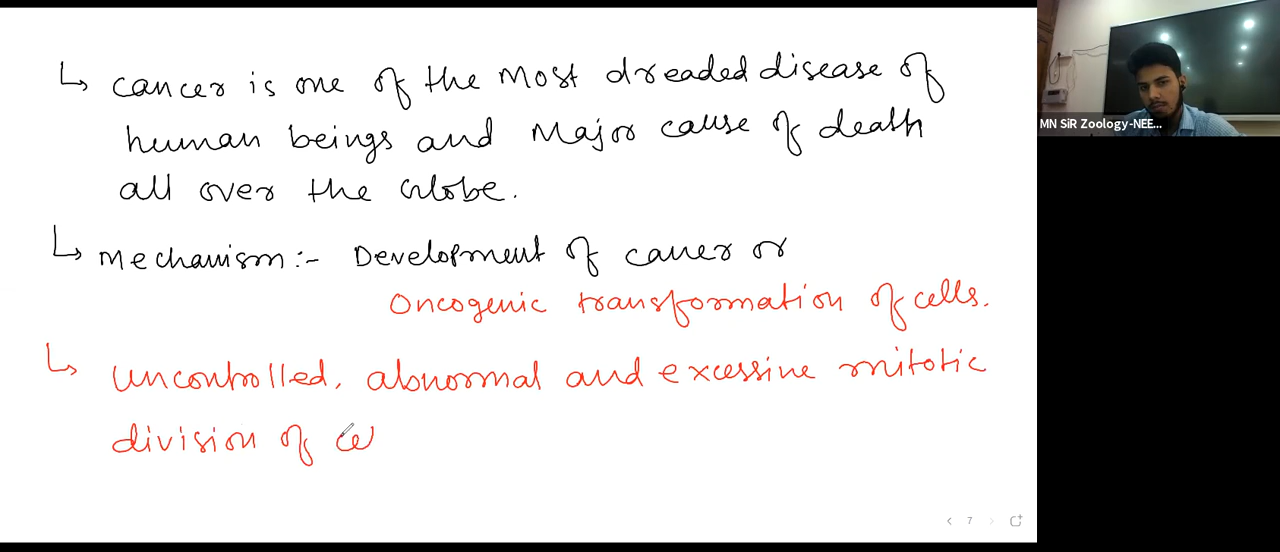 ↳ cancer is one of the most dreaded disease of
human beings and Major cause of death
all over the Globe.
↳ Mechanism:- Development of cancer or
Oncogenic transformation of cells.
↳ uncontrolled, abnormal and excessive mitotic
division of ce
MN SiR Zoology-NEE...
7